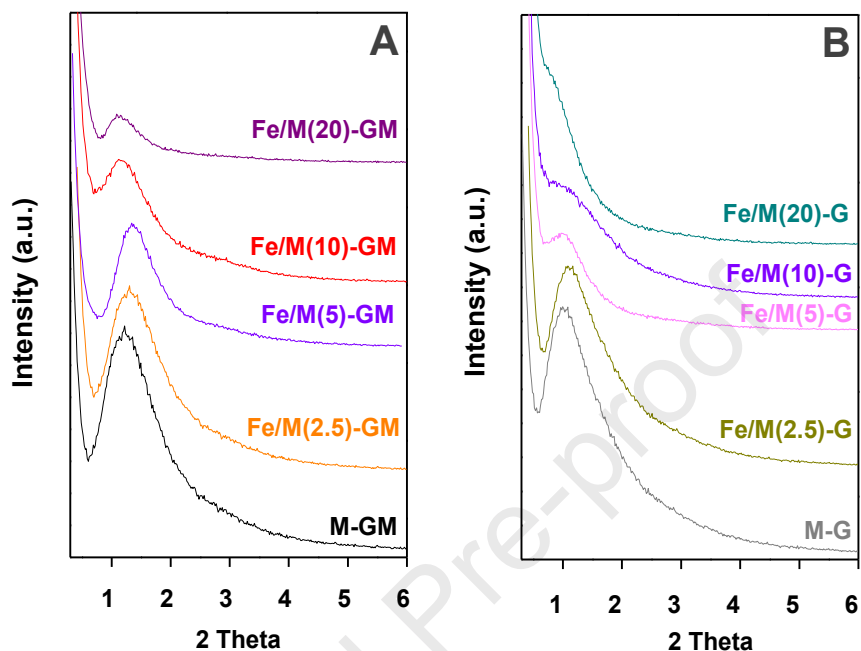 A
Fe/M(20)-GM
Fe/M(10)-GM
Fe/M(5)-GM
Fe/M(2.5)-GM
M-GM
Intensity (a.u.)
1 2 3 4 5 6
2 Theta
B
Fe/M(20)-G
Fe/M(10)-G
Fe/M(5)-G
Fe/M(2.5)-G
M-G
Intensity (a.u.)
1 2 3 4 5 6
2 Theta
Pre-proof